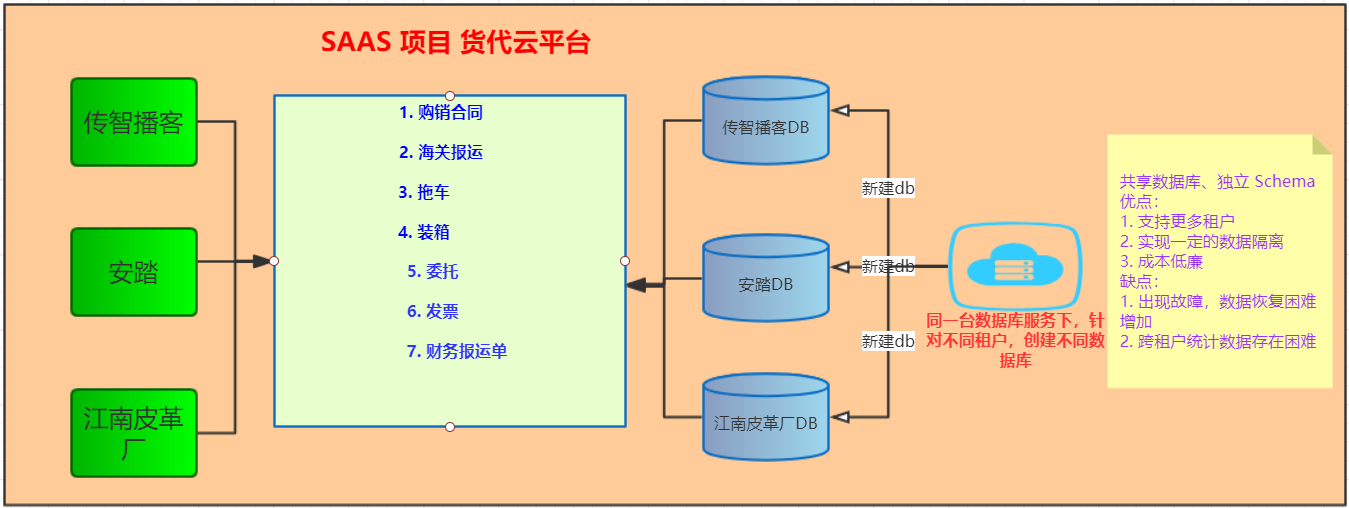 SAAS 项目 货代云平台
传智播客
安踏
江南皮革
厂
1. 购销合同
2. 海关报运
3. 拖车
4. 装箱
5. 委托
6. 发票
7. 财务报运单
传智播客DB
安踏DB
江南皮革厂DB
新建db
新建db
新建db
同一台数据库服务下，针
对不同租户，创建不同数
据库
共享数据库、独立 Schema
优点：
1. 支持更多租户
2. 实现一定的数据隔离
3. 成本低廉
缺点：
1. 出现故障，数据恢复困难
增加
2. 跨租户统计数据存在困难